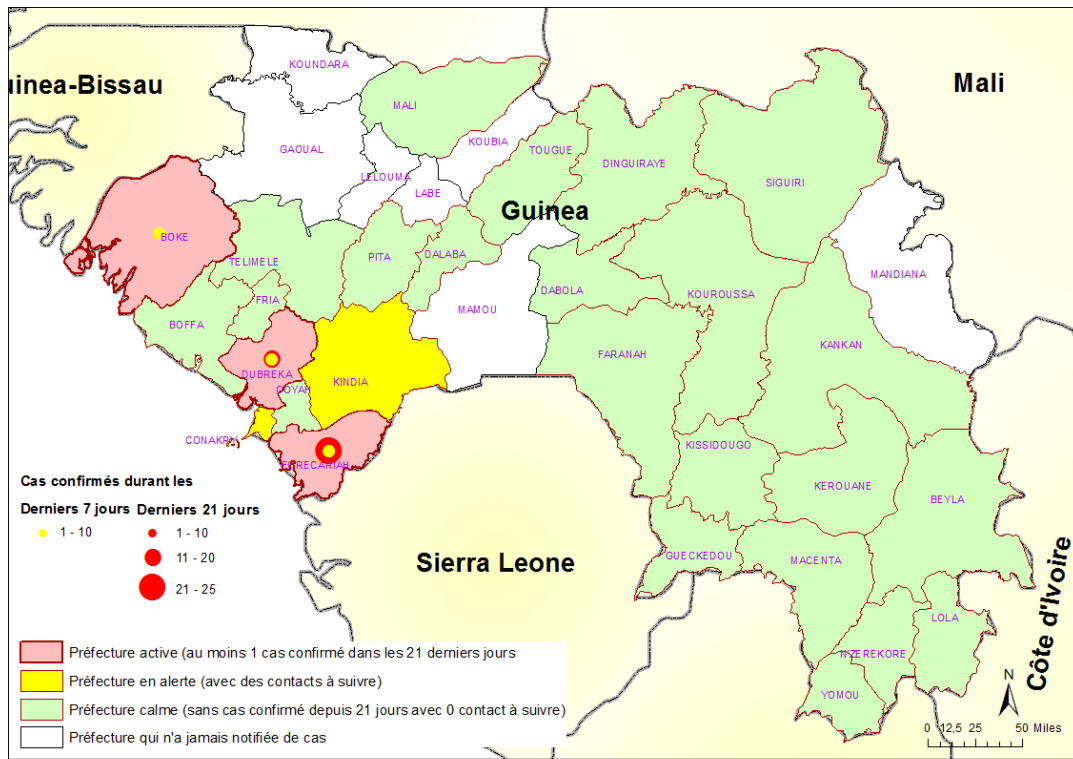 KOUNDARA
uinea-Bissau
Mali
MALI
KOUBIA
TOUGUE
GAOUAL
DINGUIRAYE
LELOUMA
SIGUIRI
LABE
Guinea
BOKE
PITA
DALABA
TELIMELE
MANDIANA
DABOLA
KOUROUSSA
FRIA
MAMOU
BOFFA
KANKAN
FARANAH
DUBREKA
KINDIA
COYAH
CONAKRY
KISSIDOUGO
FORECARIAH
Cas confirmés durant les
KEROUANE
BEYLA
Derniers 7 jours Derniers 21 jours
1 - 10
1 - 10
11 - 20
21 - 25
GUECKEDOU
MACENTA
Sierra Leone
Côte d'Ivoire
LOLA
NZEREKORE
YOMOU
Préfecture active (au moins 1 cas confirmé dans les 21 derniers jours
Préfecture en alerte (avec des contacts à suivre)
Préfecture calme (sans cas confirmé depuis 21 jours avec 0 contact à suivre)
Préfecture qui n'a jamais notifiée de cas
N
0 12,5 25 50 Miles